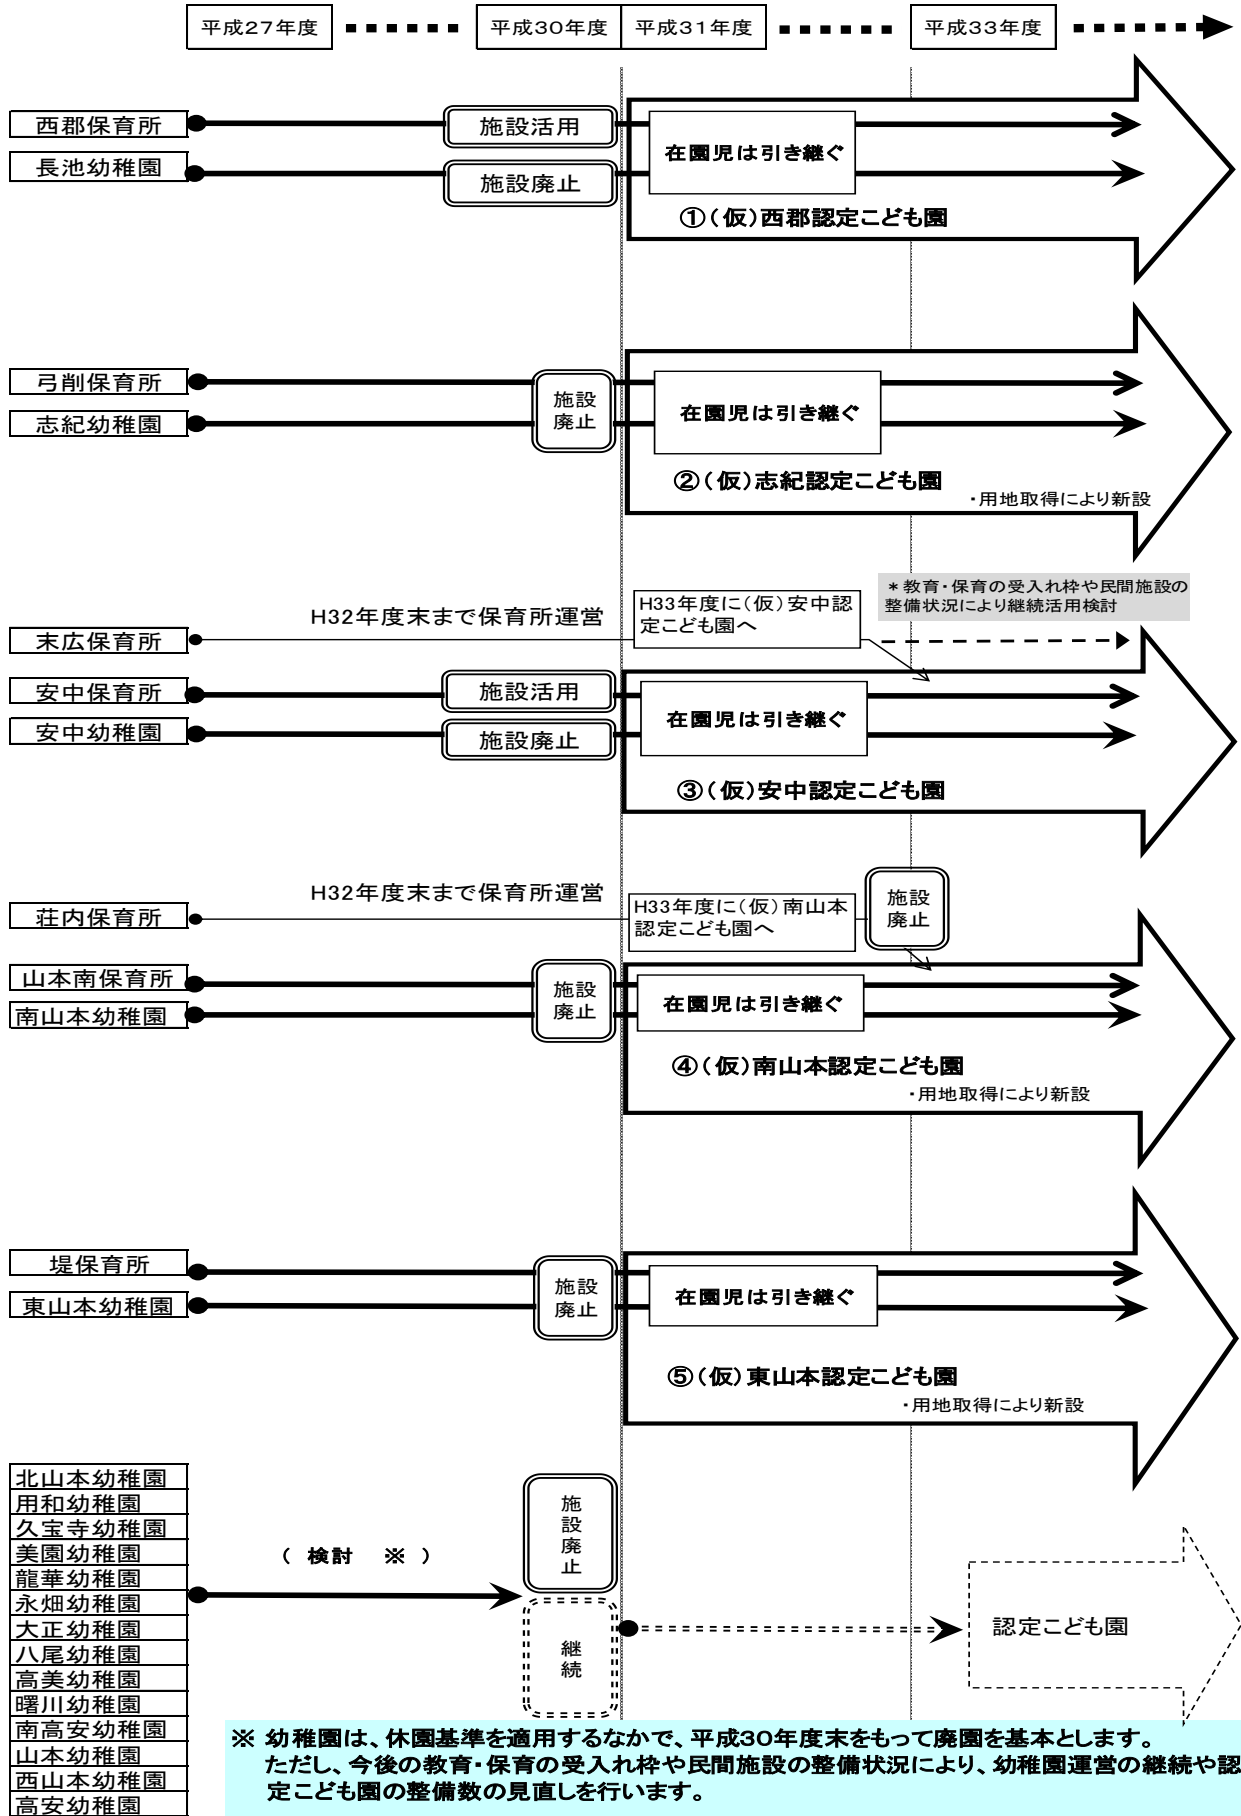 平成27年度
平成30年度
平成31年度
平成33年度
西郡保育所
施設活用
長池幼稚園
施設廃止
在園児は引き継ぐ
①(仮)西郡認定こども園
弓削保育所
志紀幼稚園
施設
廃止
在園児は引き継ぐ
②(仮)志紀認定こども園
・用地取得により新設
末広保育所
H32年度末まで保育所運営
H33年度に(仮)安中認
定こども園へ
*教育・保育の受入れ枠や民間施設の
整備状況により継続活用検討
安中保育所
施設活用
安中幼稚園
施設廃止
在園児は引き継ぐ
③(仮)安中認定こども園
荘内保育所
H32年度末まで保育所運営
H33年度に(仮)南山本
認定こども園へ
施設
廃止
山本南保育所
南山本幼稚園
施設
廃止
在園児は引き継ぐ
④(仮)南山本認定こども園
・用地取得により新設
堤保育所
東山本幼稚園
施設
廃止
在園児は引き継ぐ
⑤(仮)東山本認定こども園
・用地取得により新設
北山本幼稚園
用和幼稚園
久宝寺幼稚園
美園幼稚園
龍華幼稚園
永畑幼稚園
大正幼稚園
八尾幼稚園
高美幼稚園
曙川幼稚園
南高安幼稚園
山本幼稚園
西山本幼稚園
高安幼稚園
( 検討 ※ )
施
設
廃
止
継
続
認定こども園
※ 幼稚園は、休園基準を適用するなかで、平成30年度末をもって廃園を基本とします。
ただし、今後の教育・保育の受入れ枠や民間施設の整備状況により、幼稚園運営の継続や認
定こども園の整備数の見直しを行います。